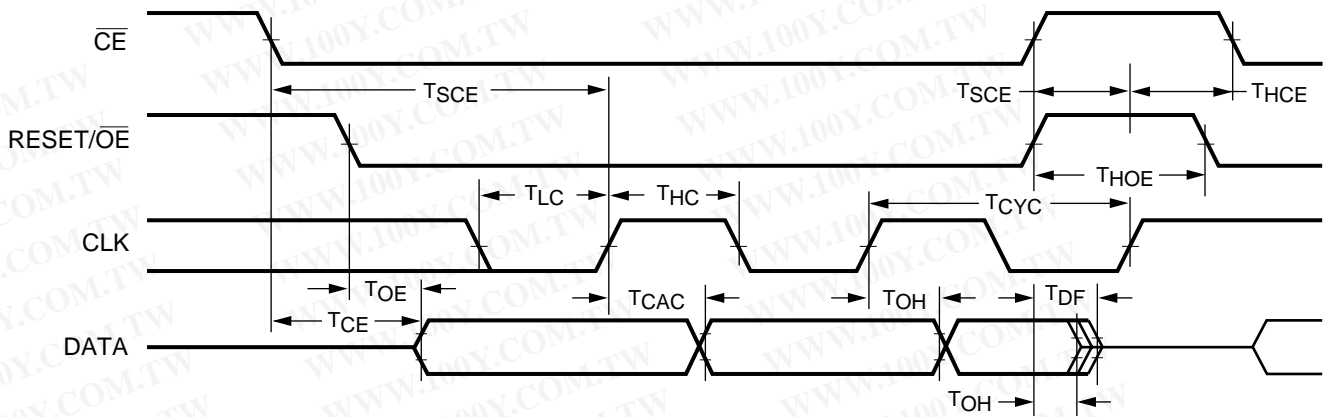 CE
TSCE
TSCE
THCE
RESET/OE
THOE
TLC
THC
TCYC
CLK
TOE
TCAC
TOH
TDF
TCE
DATA
TOH
WWW.100Y.COM.TW